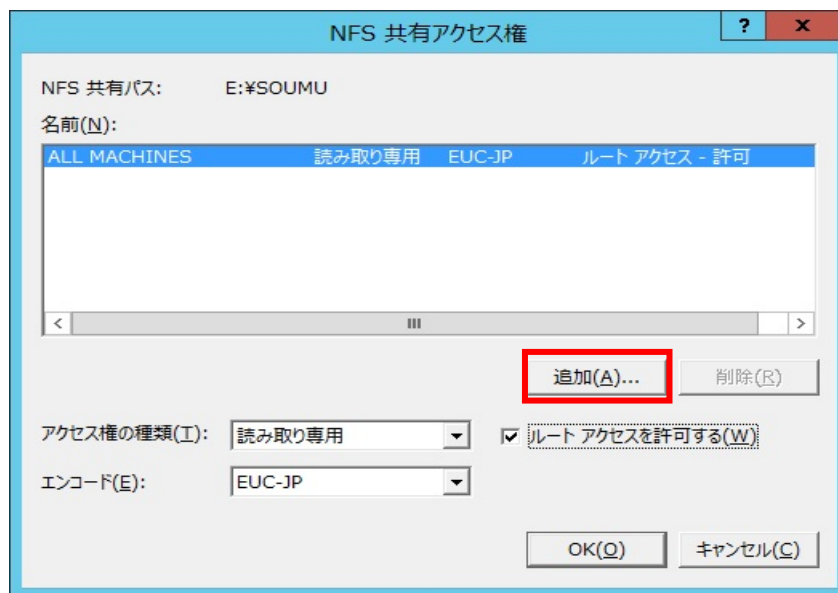 NFS 共有アクセス権
? x
NFS 共有パス: E:¥SOUMU
名前(N):
ALL MACHINES 読み取り専用 EUC-JP ルート アクセス - 許可
追加(A)... 削除(R)
アクセス権の種類(T): 読み取り専用 ルート アクセスを許可する(W)
エンコード(E): EUC-JP
OK(O) キャンセル(C)